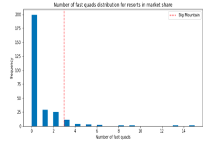 Number of fast quads distribution for resorts in market share
Big Mountain
200
175
150
125
100
75
50
25
0
Frequency
0 2 4 6 8 10 12 14
Number of fast quads